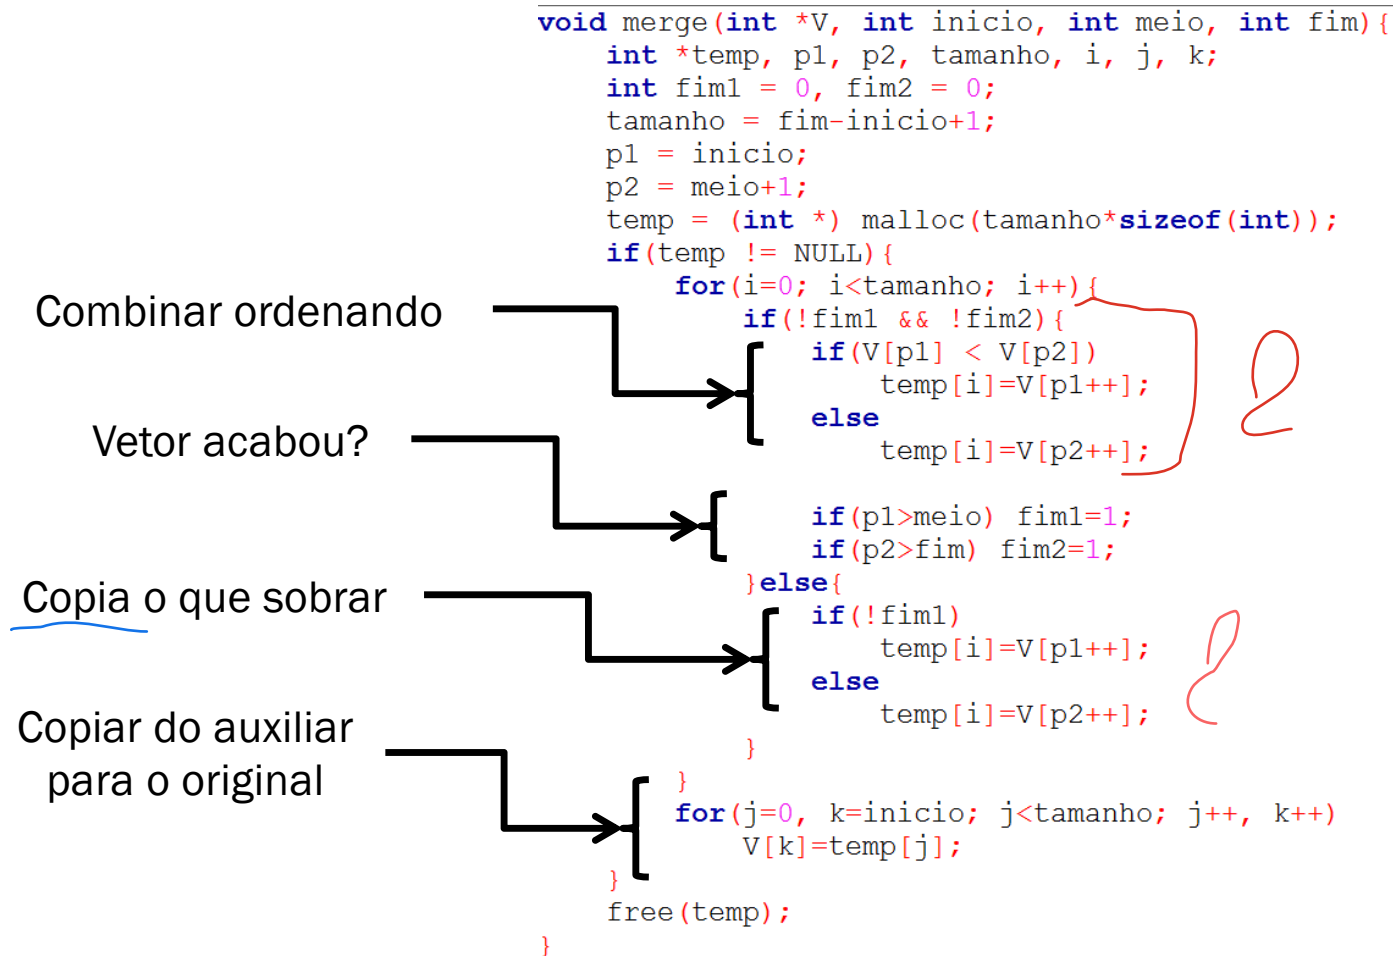 void merge(int *V, int inicio, int meio, int fim){
int *temp, p1, p2, tamanho, i, j, k;
int fim1 = 0, fim2 = 0;
tamanho = fim-inicio+1;
p1 = inicio;
p2 = meio+1;
temp = (int *) malloc(tamanho*sizeof(int));
if(temp != NULL){
for(i=0; i<tamanho; i++){
Combinar ordenando
if(!fim1 && !fim2){
if(V[p1] < V[p2])
temp[i]=V[p1++];
else
Vetor acabou?
temp[i]=V[p2++];
if(p1>meio) fim1=1;
if(p2>fim) fim2=1;
}else{
Copia o que sobrar
if(!fim1)
temp[i]=V[p1++];
else
temp[i]=V[p2++];
Copiar do auxiliar
para o original
}
}
for(j=0, k=inicio; j<tamanho; j++, k++)
V[k]=temp[j];
}
free(temp);
}